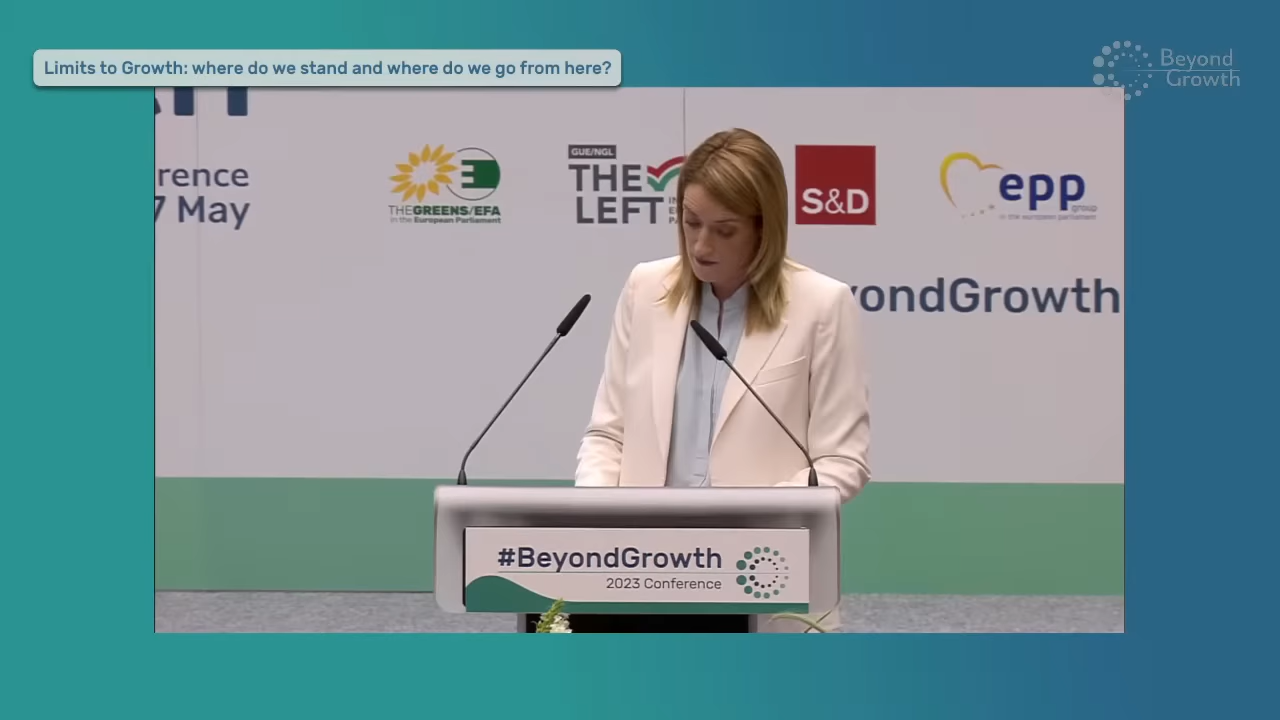 Limits to Growth: where do we stand and where do we go from here?
Beyond
Growth
rence
7 May
THE GREENS/EFA
in the European Parliament
GUE/NGL
THE
LEFT
S&D
epp
group
in the european parliament
yondGrowth
#BeyondGrowth
2023 Conference